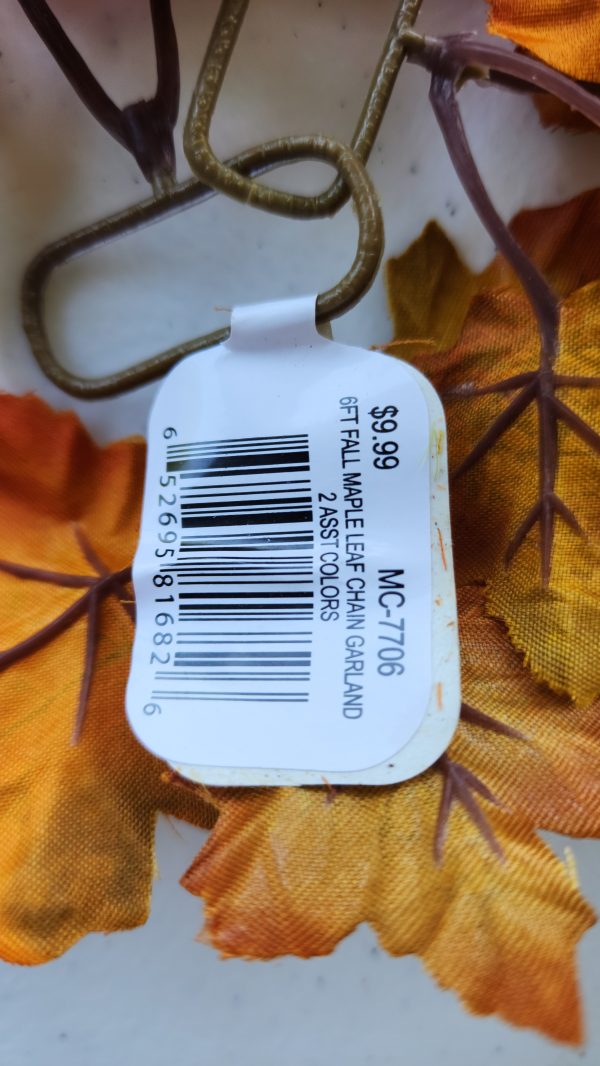 $9.99 MC-7706
6FT FALL MAPLE LEAF CHAIN GARLAND
2 ASST COLORS
6 52695 81682 6